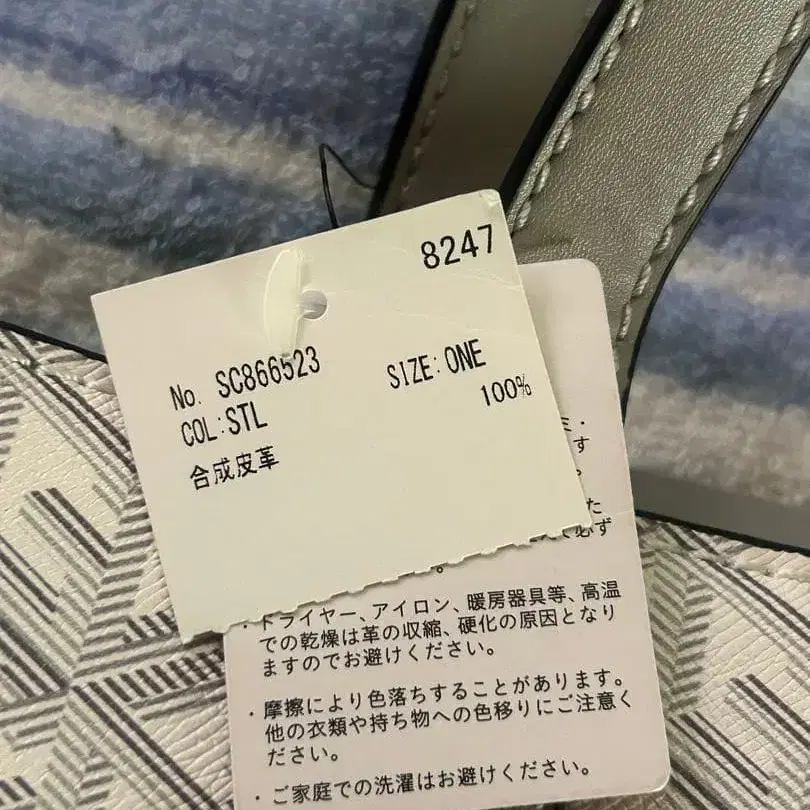 8247
No. SC866523
SIZE:ONE
COL:STL
100%
合成皮革
ミ・
す
。
た
必ず
。
・ドライヤー、アイロン、暖房器具等、高温
での乾燥は革の収縮、硬化の原因となり
ますのでお避けください。
・摩擦により色落ちすることがあります。
他の衣類や持ち物への色移りにご注意く
ださい。
・ご家庭での洗濯はお避けください。